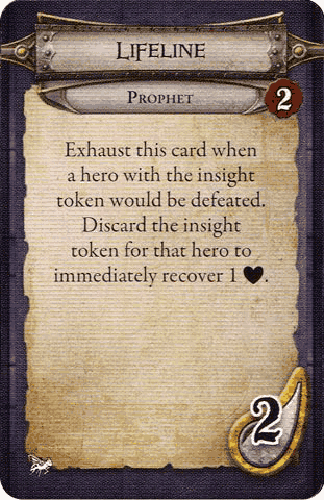 LIFELINE
PROPHET
2
Exhaust this card when
a hero with the insight
token would be defeated.
Discard the insight
token for that hero to
immediately recover 1 ♥.
2